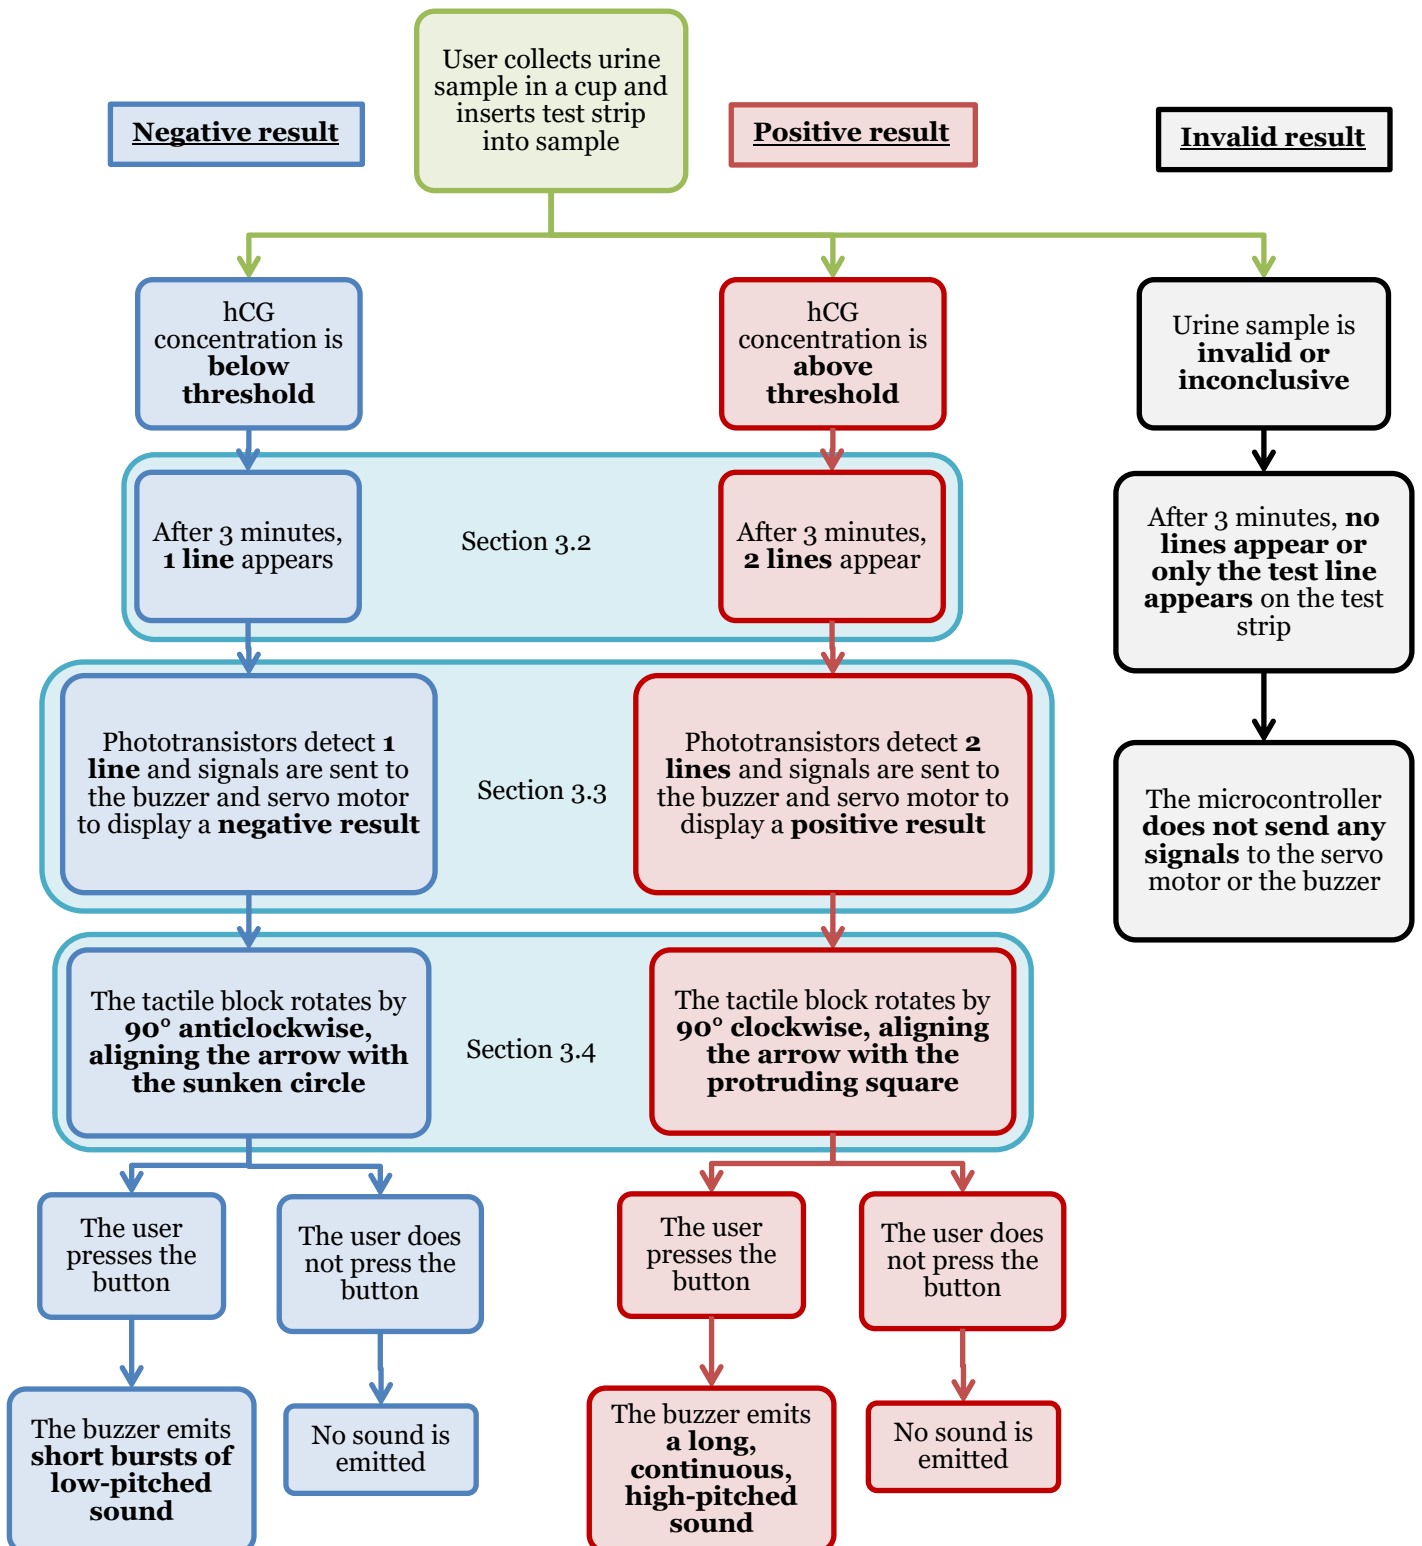 User collects urine
sample in a cup and
inserts test strip
into sample
Negative result
Positive result
Invalid result
hCG
concentration is
below
threshold
hCG
concentration is
above
threshold
Urine sample is
invalid or
inconclusive
After 3 minutes,
1 line appears
Section 3.2
After 3 minutes,
2 lines appear
After 3 minutes, no
lines appear or
only the test line
appears on the test
strip
Phototransistors detect 1
line and signals are sent to
the buzzer and servo motor
to display a negative result
Section 3.3
Phototransistors detect 2
lines and signals are sent to
the buzzer and servo motor to
display a positive result
The microcontroller
does not send any
signals to the servo
motor or the buzzer
The tactile block rotates by
90° anticlockwise,
aligning the arrow with
the sunken circle
Section 3.4
The tactile block rotates by
90° clockwise, aligning
the arrow with the
protruding square
The user
presses the
button
The user does
not press the
button
The user
presses the
button
The user does
not press the
button
The buzzer emits
short bursts of
low-pitched
sound
No sound is
emitted
The buzzer emits
a long,
continuous,
high-pitched
sound
No sound is
emitted